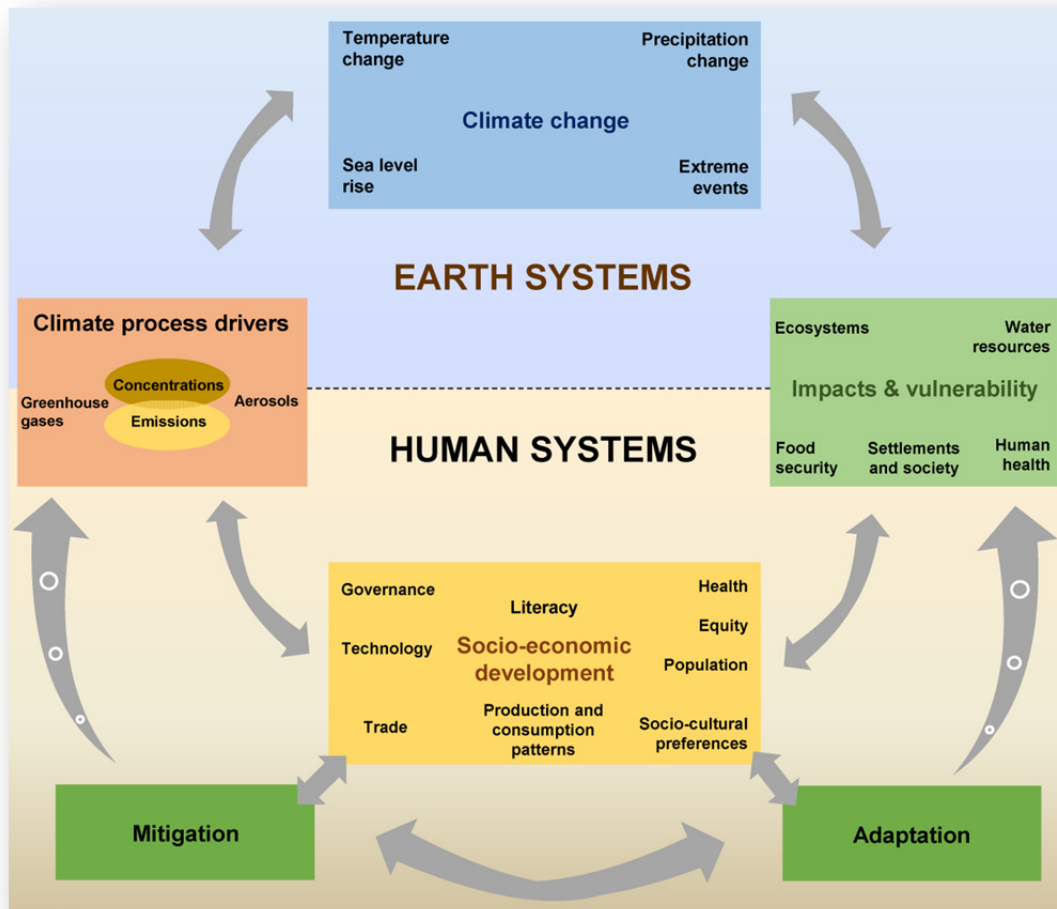 Temperature
change
Precipitation
change
Climate change
Sea level
rise
Extreme
events
EARTH SYSTEMS
Climate process drivers
Concentrations
Greenhouse
gases
Aerosols
Emissions
Ecosystems
Water
resources
Impacts & vulnerability
Food
security
Settlements
and society
Human
health
HUMAN SYSTEMS
Governance
Literacy
Health
Technology
Socio-economic
development
Equity
Population
Trade
Production and
consumption
patterns
Socio-cultural
preferences
Mitigation
Adaptation